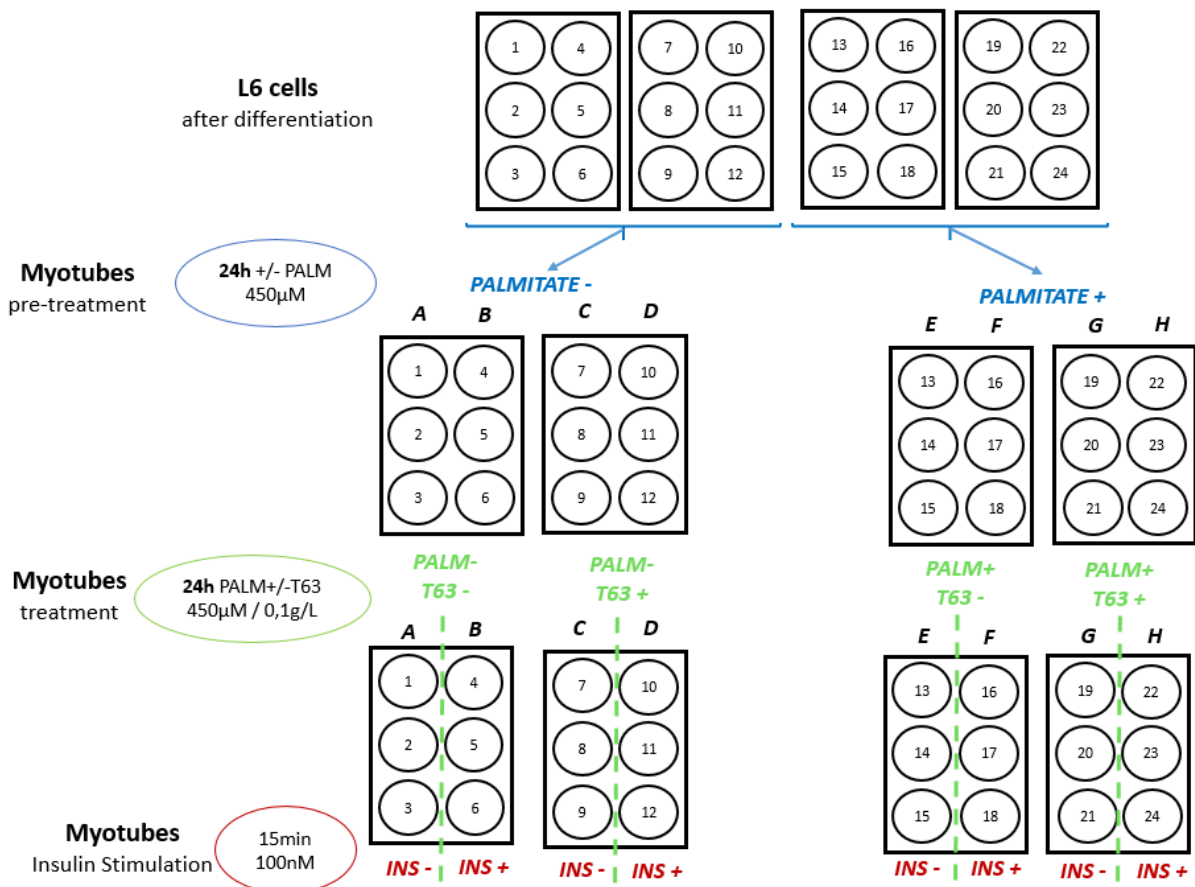 1 4 7 10 13 16 19 22
L6 cells
after differentiation
2 5 8 11 14 17 20 23
3 6 9 12 15 18 21 24
Myotubes
pre-treatment
24h +/- PALM
450µM
PALMITATE -
PALMITATE +
A B C D E F G H
1 4 7 10 13 16 19 22
2 5 8 11 14 17 20 23
3 6 9 12 15 18 21 24
Myotubes
treatment
24h PALM+/-T63
450µM / 0,1g/L
PALM-
T63 -
PALM-
T63 +
PALM+
T63 -
PALM+
T63 +
A B C D E F G H
1 4 7 10 13 16 19 22
2 5 8 11 14 17 20 23
3 6 9 12 15 18 21 24
Myotubes
Insulin Stimulation
15min
100nM
INS - INS + INS - INS + INS - INS + INS - INS +